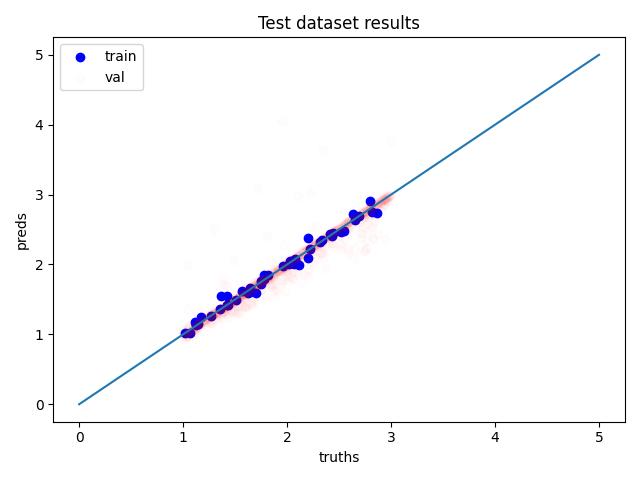 Test dataset results
train
val
5
4
3
2
1
0
preds
0 1 2 3 4 5
truths